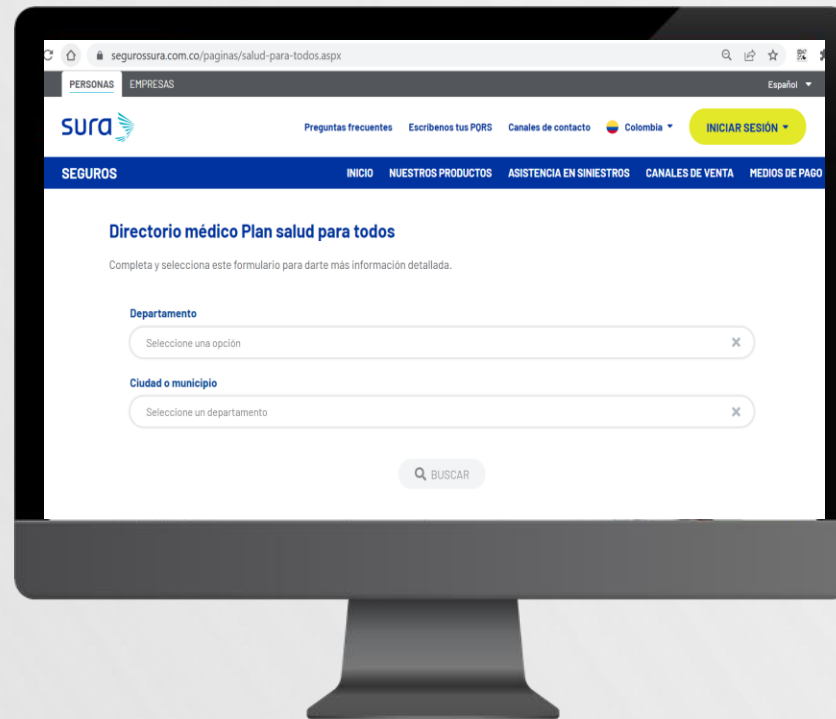 segurossura.com.co/paginas/salud-para-todos.aspx
PERSONAS EMPRESAS Español
sura
Preguntas frecuentes Escríbenos tus PQRS Canales de contacto Colombia INICIAR SESIÓN
SEGUROS INICIO NUESTROS PRODUCTOS ASISTENCIA EN SINIESTROS CANALES DE VENTA MEDIOS DE PAGO
Directorio médico Plan salud para todos
Completa y selecciona este formulario para darte más información detallada.
Departamento
Seleccione una opción
Ciudad o municipio
Seleccione un departamento
BUSCAR